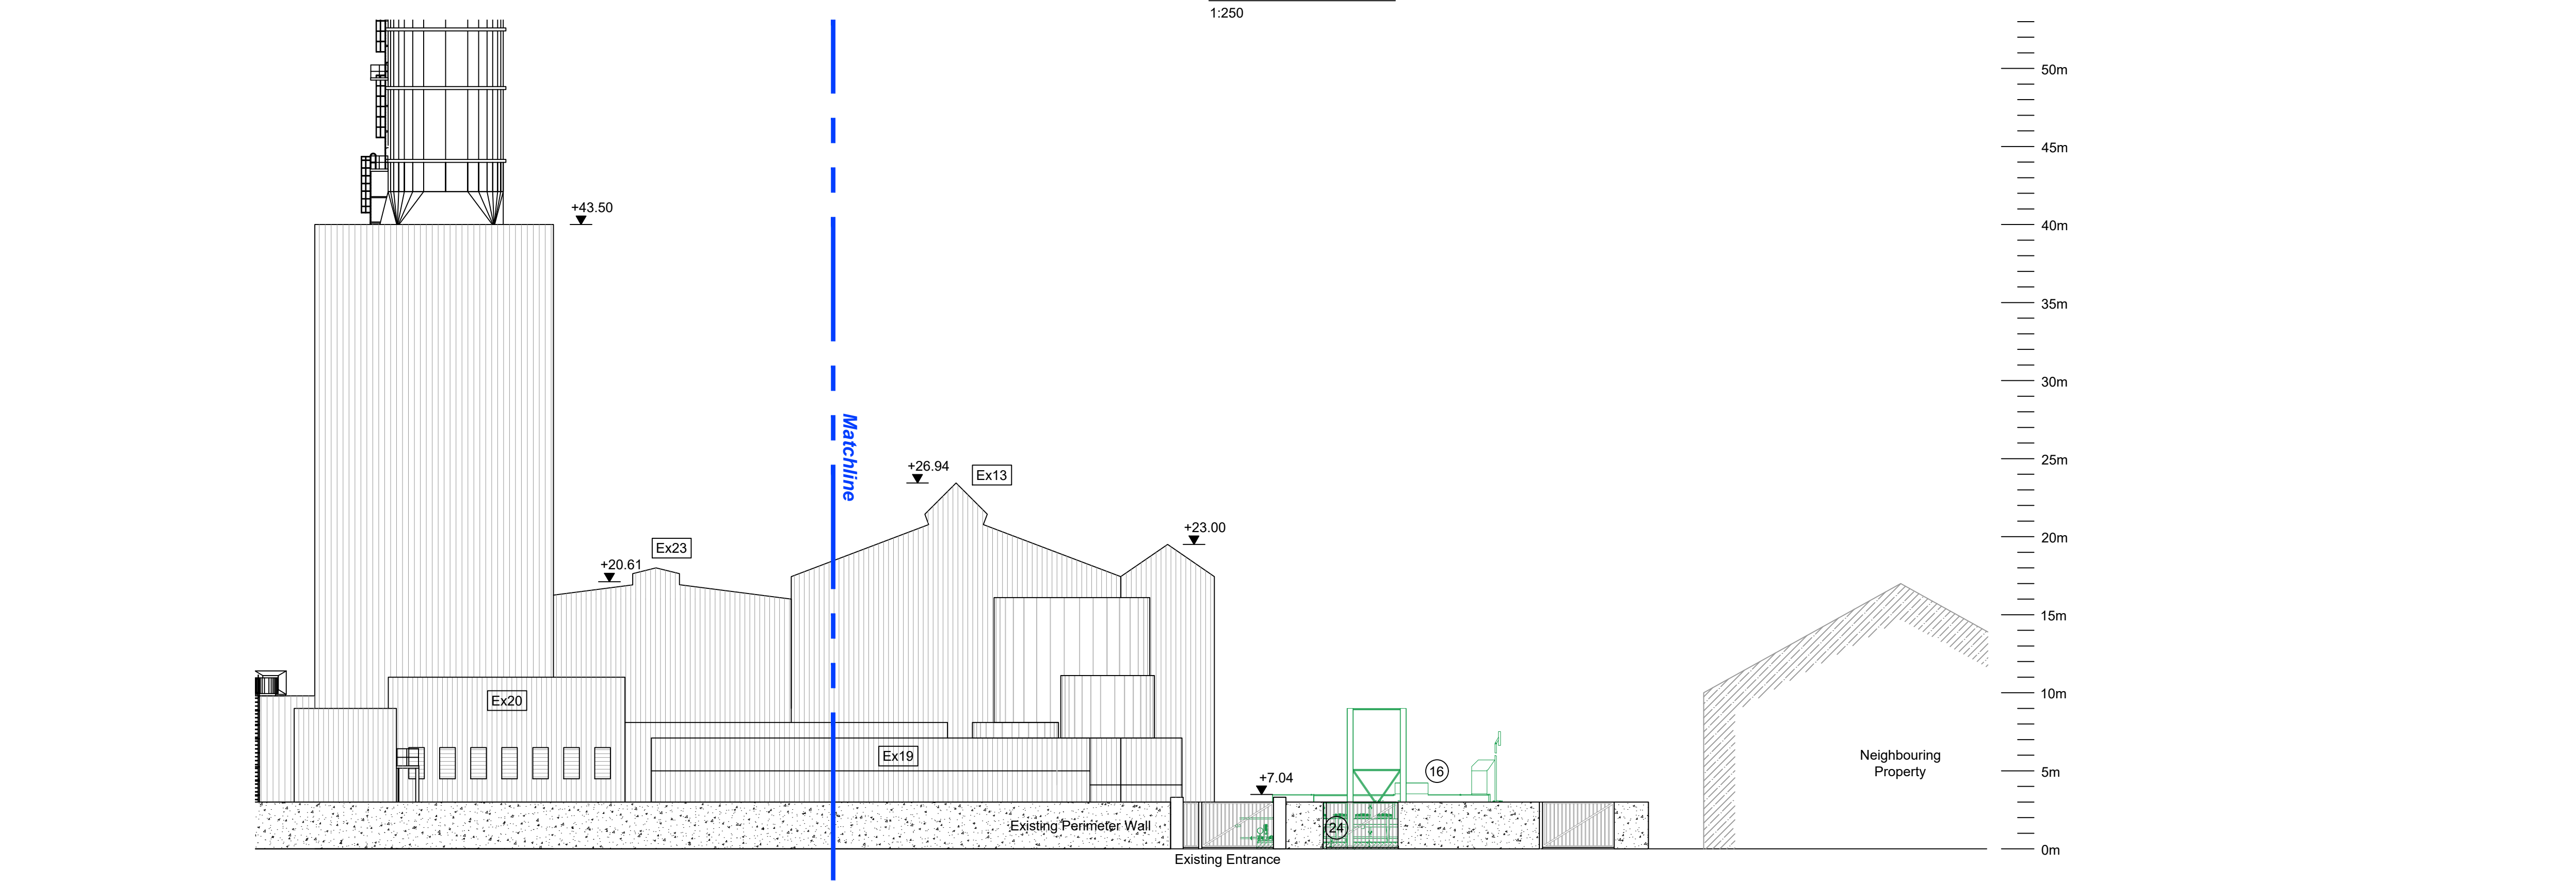 1:250
50m
45m
+43.50
40m
35m
30m
Matchline
25m
+26.94
Ex13
+23.00
20m
Ex23
+20.61
15m
Ex20
10m
Ex19
Neighbouring
Property
16
+7.04
5m
Existing Perimeter Wall
24
0m
Existing Entrance